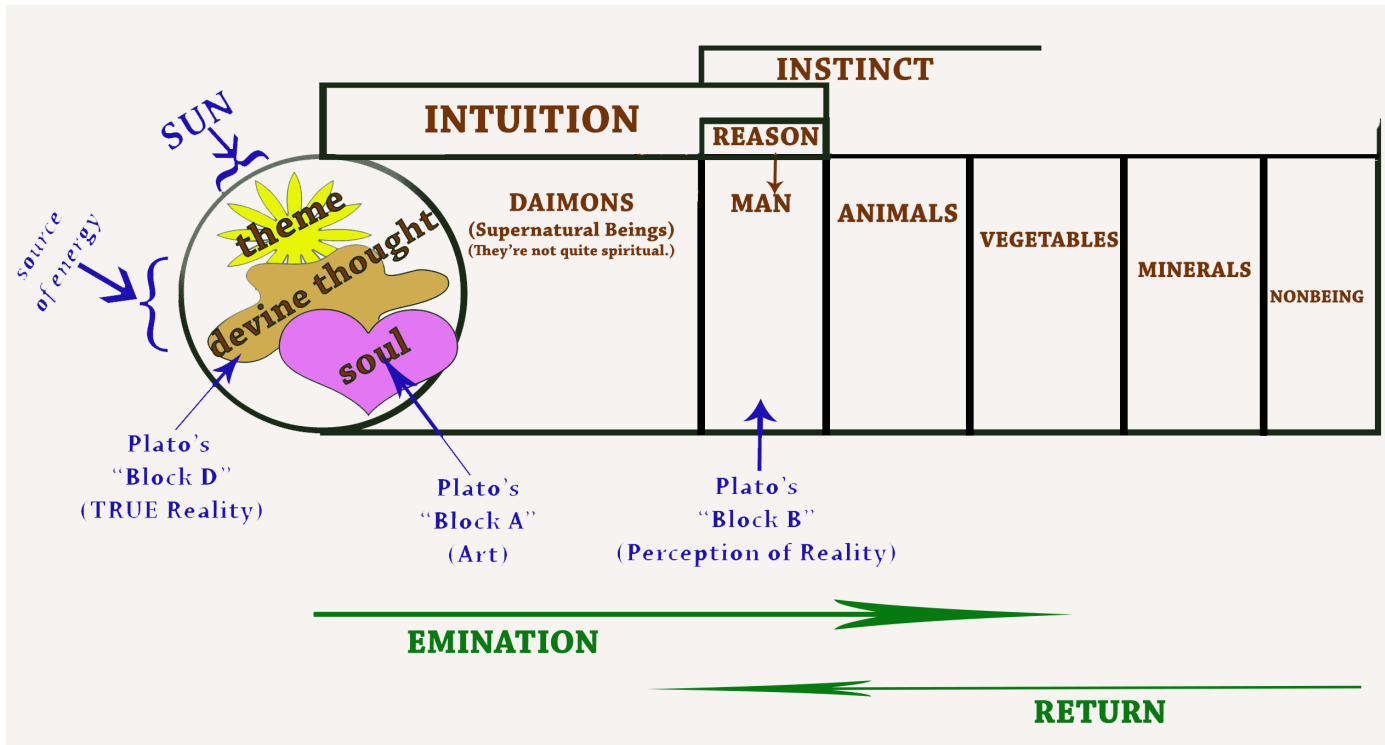 INSTINCT
INTUITION
REASON
SUN
source
of energy
theme
devine thought
soul
DAIMONS
(Supernatural Beings)
(They're not quite spiritual.)
MAN
ANIMALS
VEGETABLES
MINERALS
NONBEING
Plato's
“Block D”
(TRUE Reality)
Plato's
“Block A”
(Art)
Plato's
“Block B”
(Perception of Reality)
EMINATION
RETURN